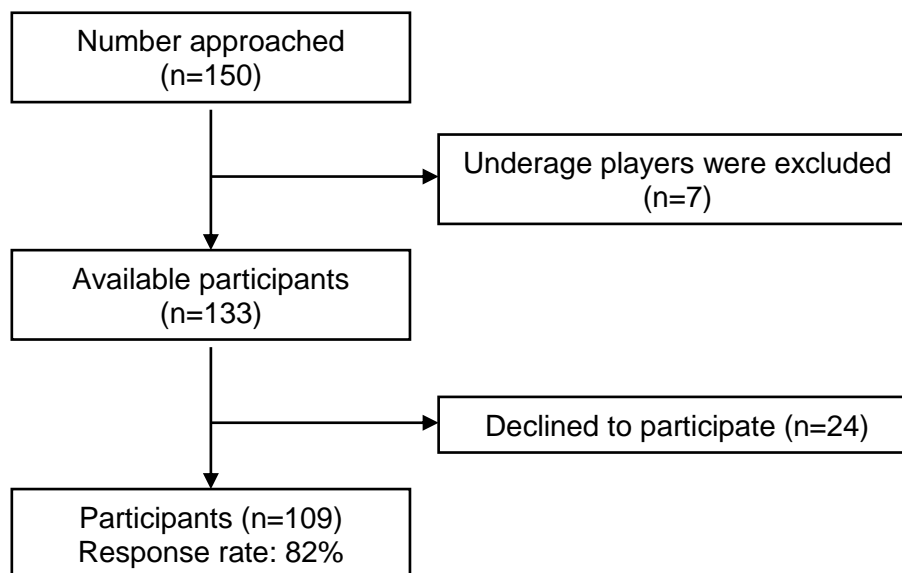 Number approached
(n=150)
Underage players were excluded
(n=7)
Available participants
(n=133)
Declined to participate (n=24)
Participants (n=109)
Response rate: 82%